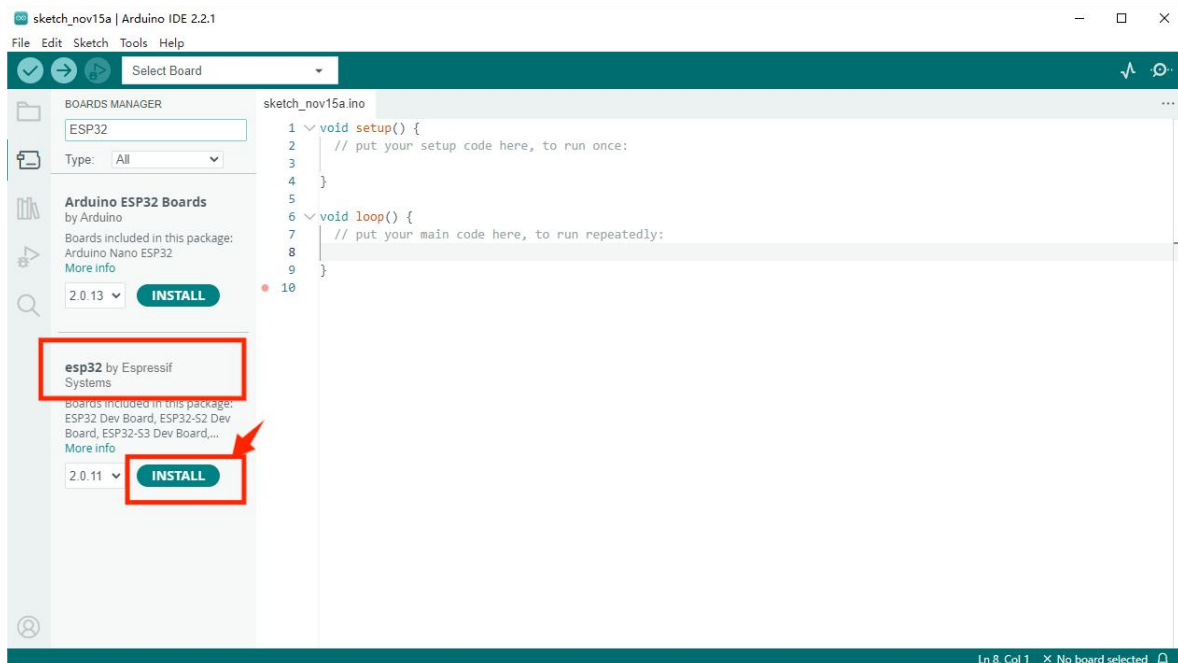 sketch_nov15a | Arduino IDE 2.2.1
File Edit Sketch Tools Help
Select Board
BOARDS MANAGER
ESP32
Type: All
Arduino ESP32 Boards
by Arduino
Boards included in this package:
Arduino Nano ESP32
More info
2.0.13 INSTALL
esp32 by Espressif
Systems
Boards included in this package:
ESP32 Dev Board, ESP32-S2 Dev
Board, ESP32-S3 Dev Board,...
More info
2.0.11 INSTALL
sketch_nov15a.ino
1 void setup() {
2 // put your setup code here, to run once:
3
4 }
5
6 void loop() {
7 // put your main code here, to run repeatedly:
8
9 }
10
Ln 8, Col 1 × No board selected